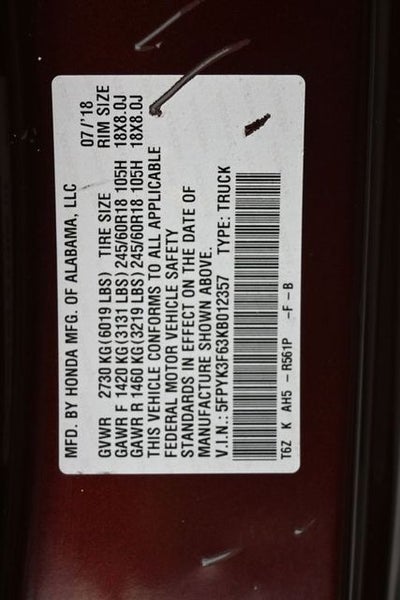 MFD. BY HONDA MFG. OF ALABAMA, LLC 07/'18
GVWR 2730 KG(6019 LBS) TIRE SIZE RIM SIZE
GAWR F 1420 KG(3131 LBS) 245/60R18 105H 18X8.0J
GAWR R 1460 KG(3219 LBS) 245/60R18 105H 18X8.0J
THIS VEHICLE CONFORMS TO ALL APPLICABLE
FEDERAL MOTOR VEHICLE SAFETY
STANDARDS IN EFFECT ON THE DATE OF
MANUFACTURE SHOWN ABOVE.
V.I.N.: 5FPYK3F63KB012357 TYPE: TRUCK
T6Z K AH5 - R561P -F-B